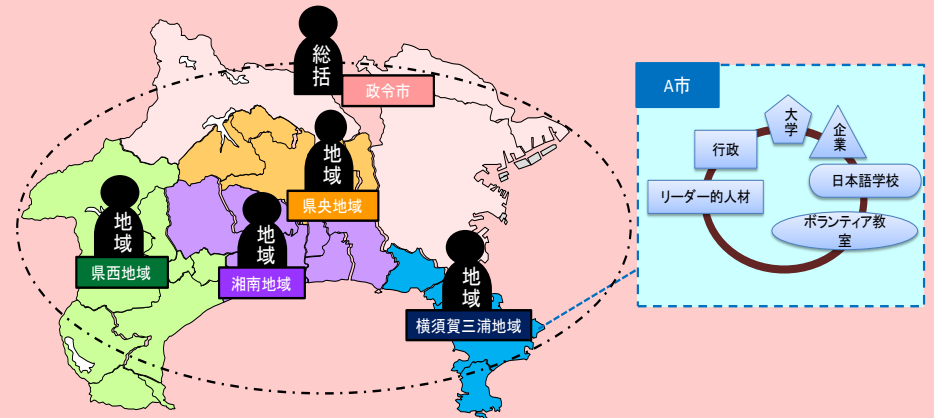 総括
政令市
地域
県央地域
地域
県西地域
地域
湘南地域
地域
横須賀三浦地域
A市
大学
企業
行政
日本語学校
リーダー的人材
ボランティア教
室